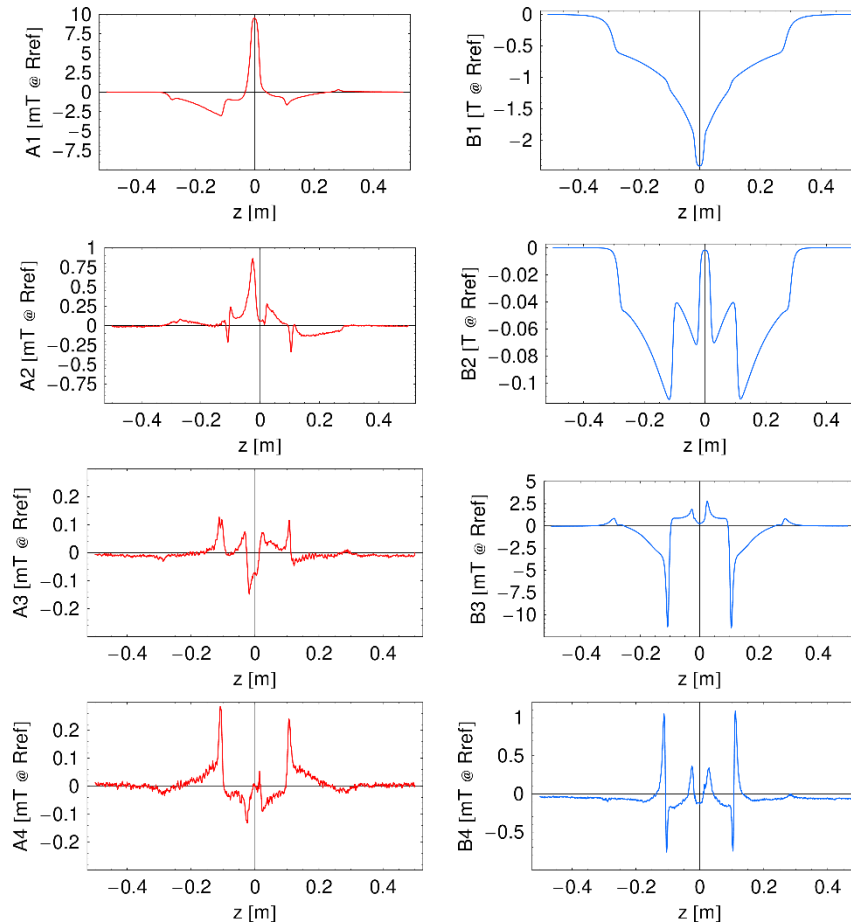 A1 [mT @ Rref]
10
7.5
5
2.5
0
−2.5
−5
−7.5
−0.4 −0.2 0 0.2 0.4
z [m]
B1 [T @ Rref]
0
−0.5
−1
−1.5
−2
−0.4 −0.2 0 0.2 0.4
z [m]
A2 [mT @ Rref]
1
0.75
0.5
0.25
0
−0.25
−0.5
−0.75
−0.4 −0.2 0 0.2 0.4
z [m]
B2 [T @ Rref]
0
−0.02
−0.04
−0.06
−0.08
−0.1
−0.4 −0.2 0 0.2 0.4
z [m]
A3 [mT @ Rref]
0.2
0.1
0
−0.1
−0.2
−0.4 −0.2 0 0.2 0.4
z [m]
B3 [mT @ Rref]
5
2.5
0
−2.5
−5
−7.5
−10
−0.4 −0.2 0 0.2 0.4
z [m]
A4 [mT @ Rref]
0.2
0.1
0
−0.1
−0.2
−0.4 −0.2 0 0.2 0.4
z [m]
B4 [mT @ Rref]
1
0.5
0
−0.5
−0.4 −0.2 0 0.2 0.4
z [m]